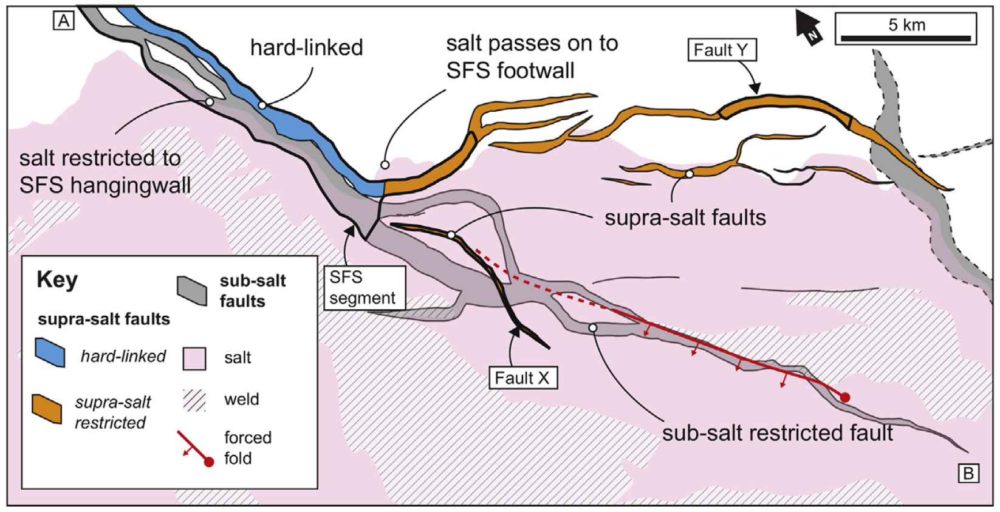 A
hard-linked
salt passes on to
SFS footwall
Fault Y
N
5 km
salt restricted to
SFS hangingwall
supra-salt faults
SFS
segment
Fault X
sub-salt restricted fault
B
Key
sub-salt
faults
supra-salt faults
hard-linked
salt
supra-salt
restricted
weld
forced
fold